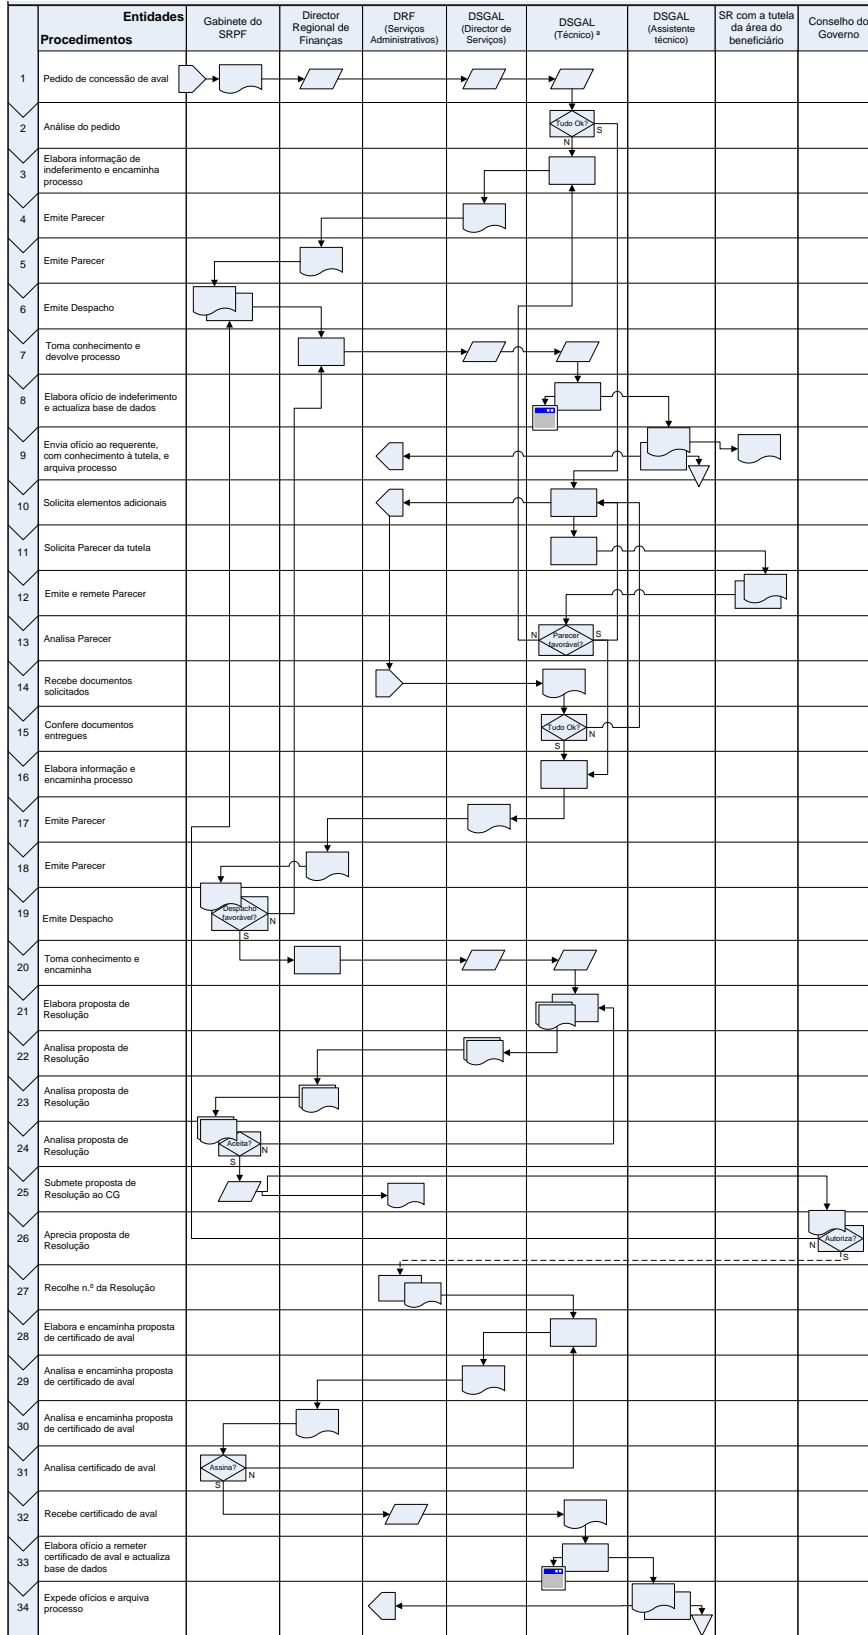 Entidades
Procedimentos
Gabinete do
SRPF
Director
Regional de
Finanças
DRF
(Serviços
Administrativos)
DSGAL
(Director de
Serviços)
DSGAL
(Técnico) ª
DSGAL
(Assistente
técnico)
SR com a tutela
da área do
beneficiário
Conselho do
Governo
1
Pedido de concessão de aval
2
Análise do pedido
Tudo Ok?
S
N
3
Elabora informação de
indeferimento e encaminha
processo
4
Emite Parecer
5
Emite Parecer
6
Emite Despacho
7
Toma conhecimento e
devolve processo
8
Elabora ofício de indeferimento
e actualiza base de dados
9
Envia ofício ao requerente,
com conhecimento à tutela, e
arquiva processo
10
Solicita elementos adicionais
11
Solicita Parecer da tutela
12
Emite e remete Parecer
13
Analisa Parecer
N
Parecer
favorável?
S
14
Recebe documentos
solicitados
15
Confere documentos
entregues
Tudo Ok?
N
S
16
Elabora informação e
encaminha processo
17
Emite Parecer
18
Emite Parecer
19
Emite Despacho
Despacho
favorável?
N
S
20
Toma conhecimento e
encaminha
21
Elabora proposta de
Resolução
22
Analisa proposta de
Resolução
23
Analisa proposta de
Resolução
24
Analisa proposta de
Resolução
Aceita?
N
S
25
Submete proposta de
Resolução ao CG
26
Aprecia proposta de
Resolução
N
Autoriza?
S
27
Recolhe n.º da Resolução
28
Elabora e encaminha proposta
de certificado de aval
29
Analisa e encaminha proposta
de certificado de aval
30
Analisa e encaminha proposta
de certificado de aval
31
Analisa certificado de aval
Assina?
N
S
32
Recebe certificado de aval
33
Elabora ofício a remeter
certificado de aval e actualiza
base de dados
34
Expede ofícios e arquiva
processo